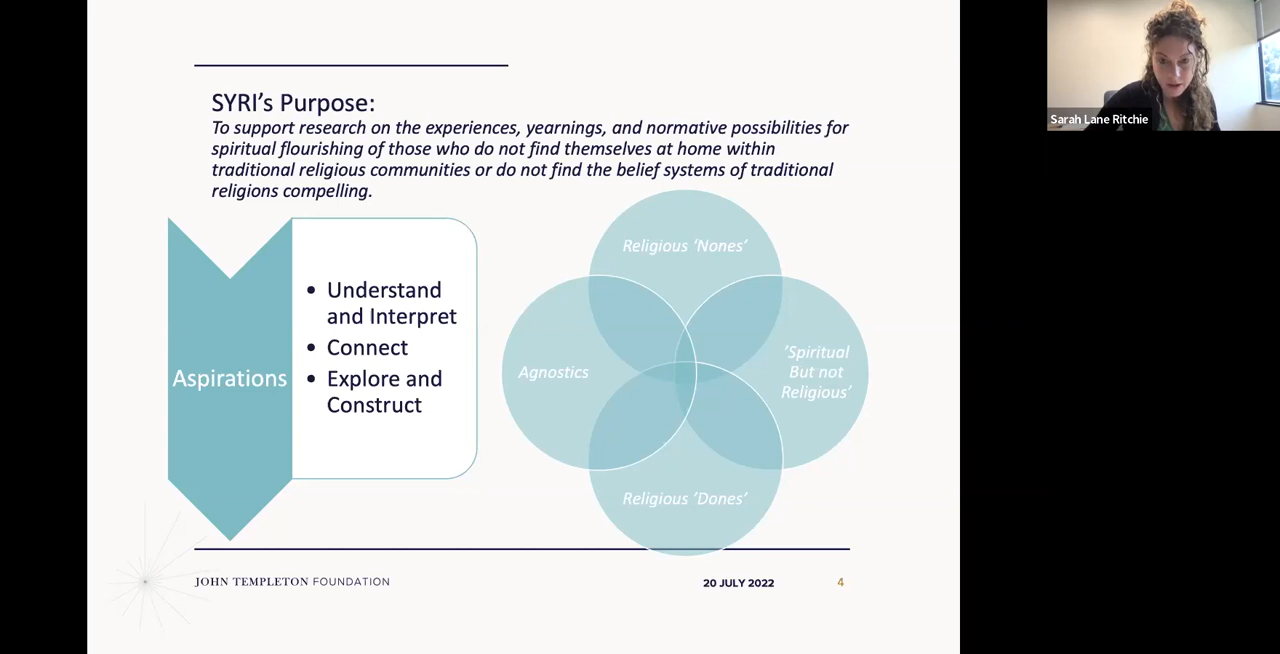 SYRI's Purpose:
To support research on the experiences, yearnings, and normative possibilities for
spiritual flourishing of those who do not find themselves at home within
traditional religious communities or do not find the belief systems of traditional
religions compelling.
Aspirations
• Understand
and Interpret
• Connect
• Explore and
Construct
Religious ‘Nones’
Agnostics
‘Spiritual
But not
Religious’
Religious ‘Dones’
JOHN TEMPLETON FOUNDATION
20 JULY 2022
4
Sarah Lane Ritchie